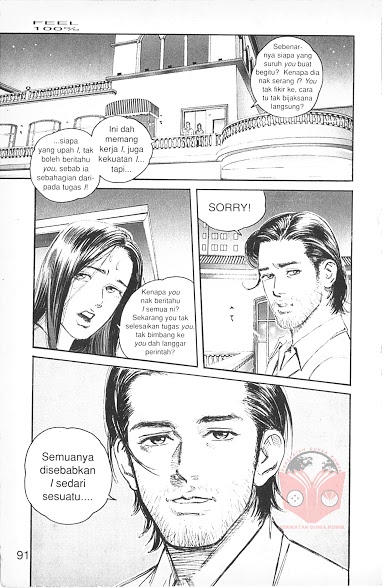 FEEL
100%
Sebenar-
nya siapa yang
suruh you buat
begitu? Kenapa dia
nak serang I? You
tak fikir ke, cara
tu tak bijaksana
langsung?
Ini dah
memang
kerja I, juga
kekuatan I...
tapi...
...siapa
yang upah I, tak
boleh beritahu
you, sebab ia
sebahagian dari-
pada tugas I!
SORRY!
Kenapa you
nak beritahu
I semua ni?
Sekarang you tak
selesaikan tugas you,
tak bimbang ke
you dah langgar
perintah?
Semuanya
disebabkan
I sedari
sesuatu....
91